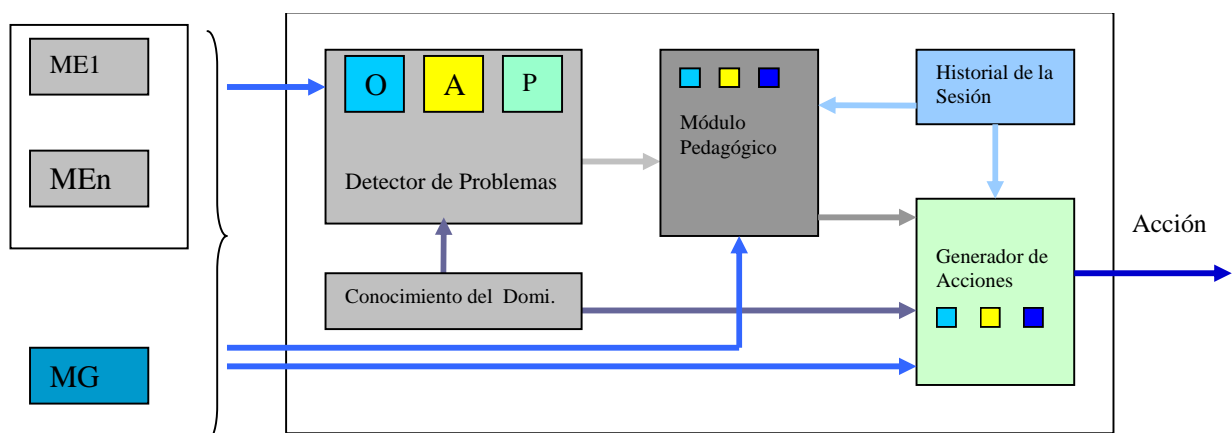 ME1
MEn
MG
O
A
P
Detector de Problemas
Conocimiento del Domi.
Módulo
Pedagógico
Historial de la
Sesión
Generador de
Acciones
Acción